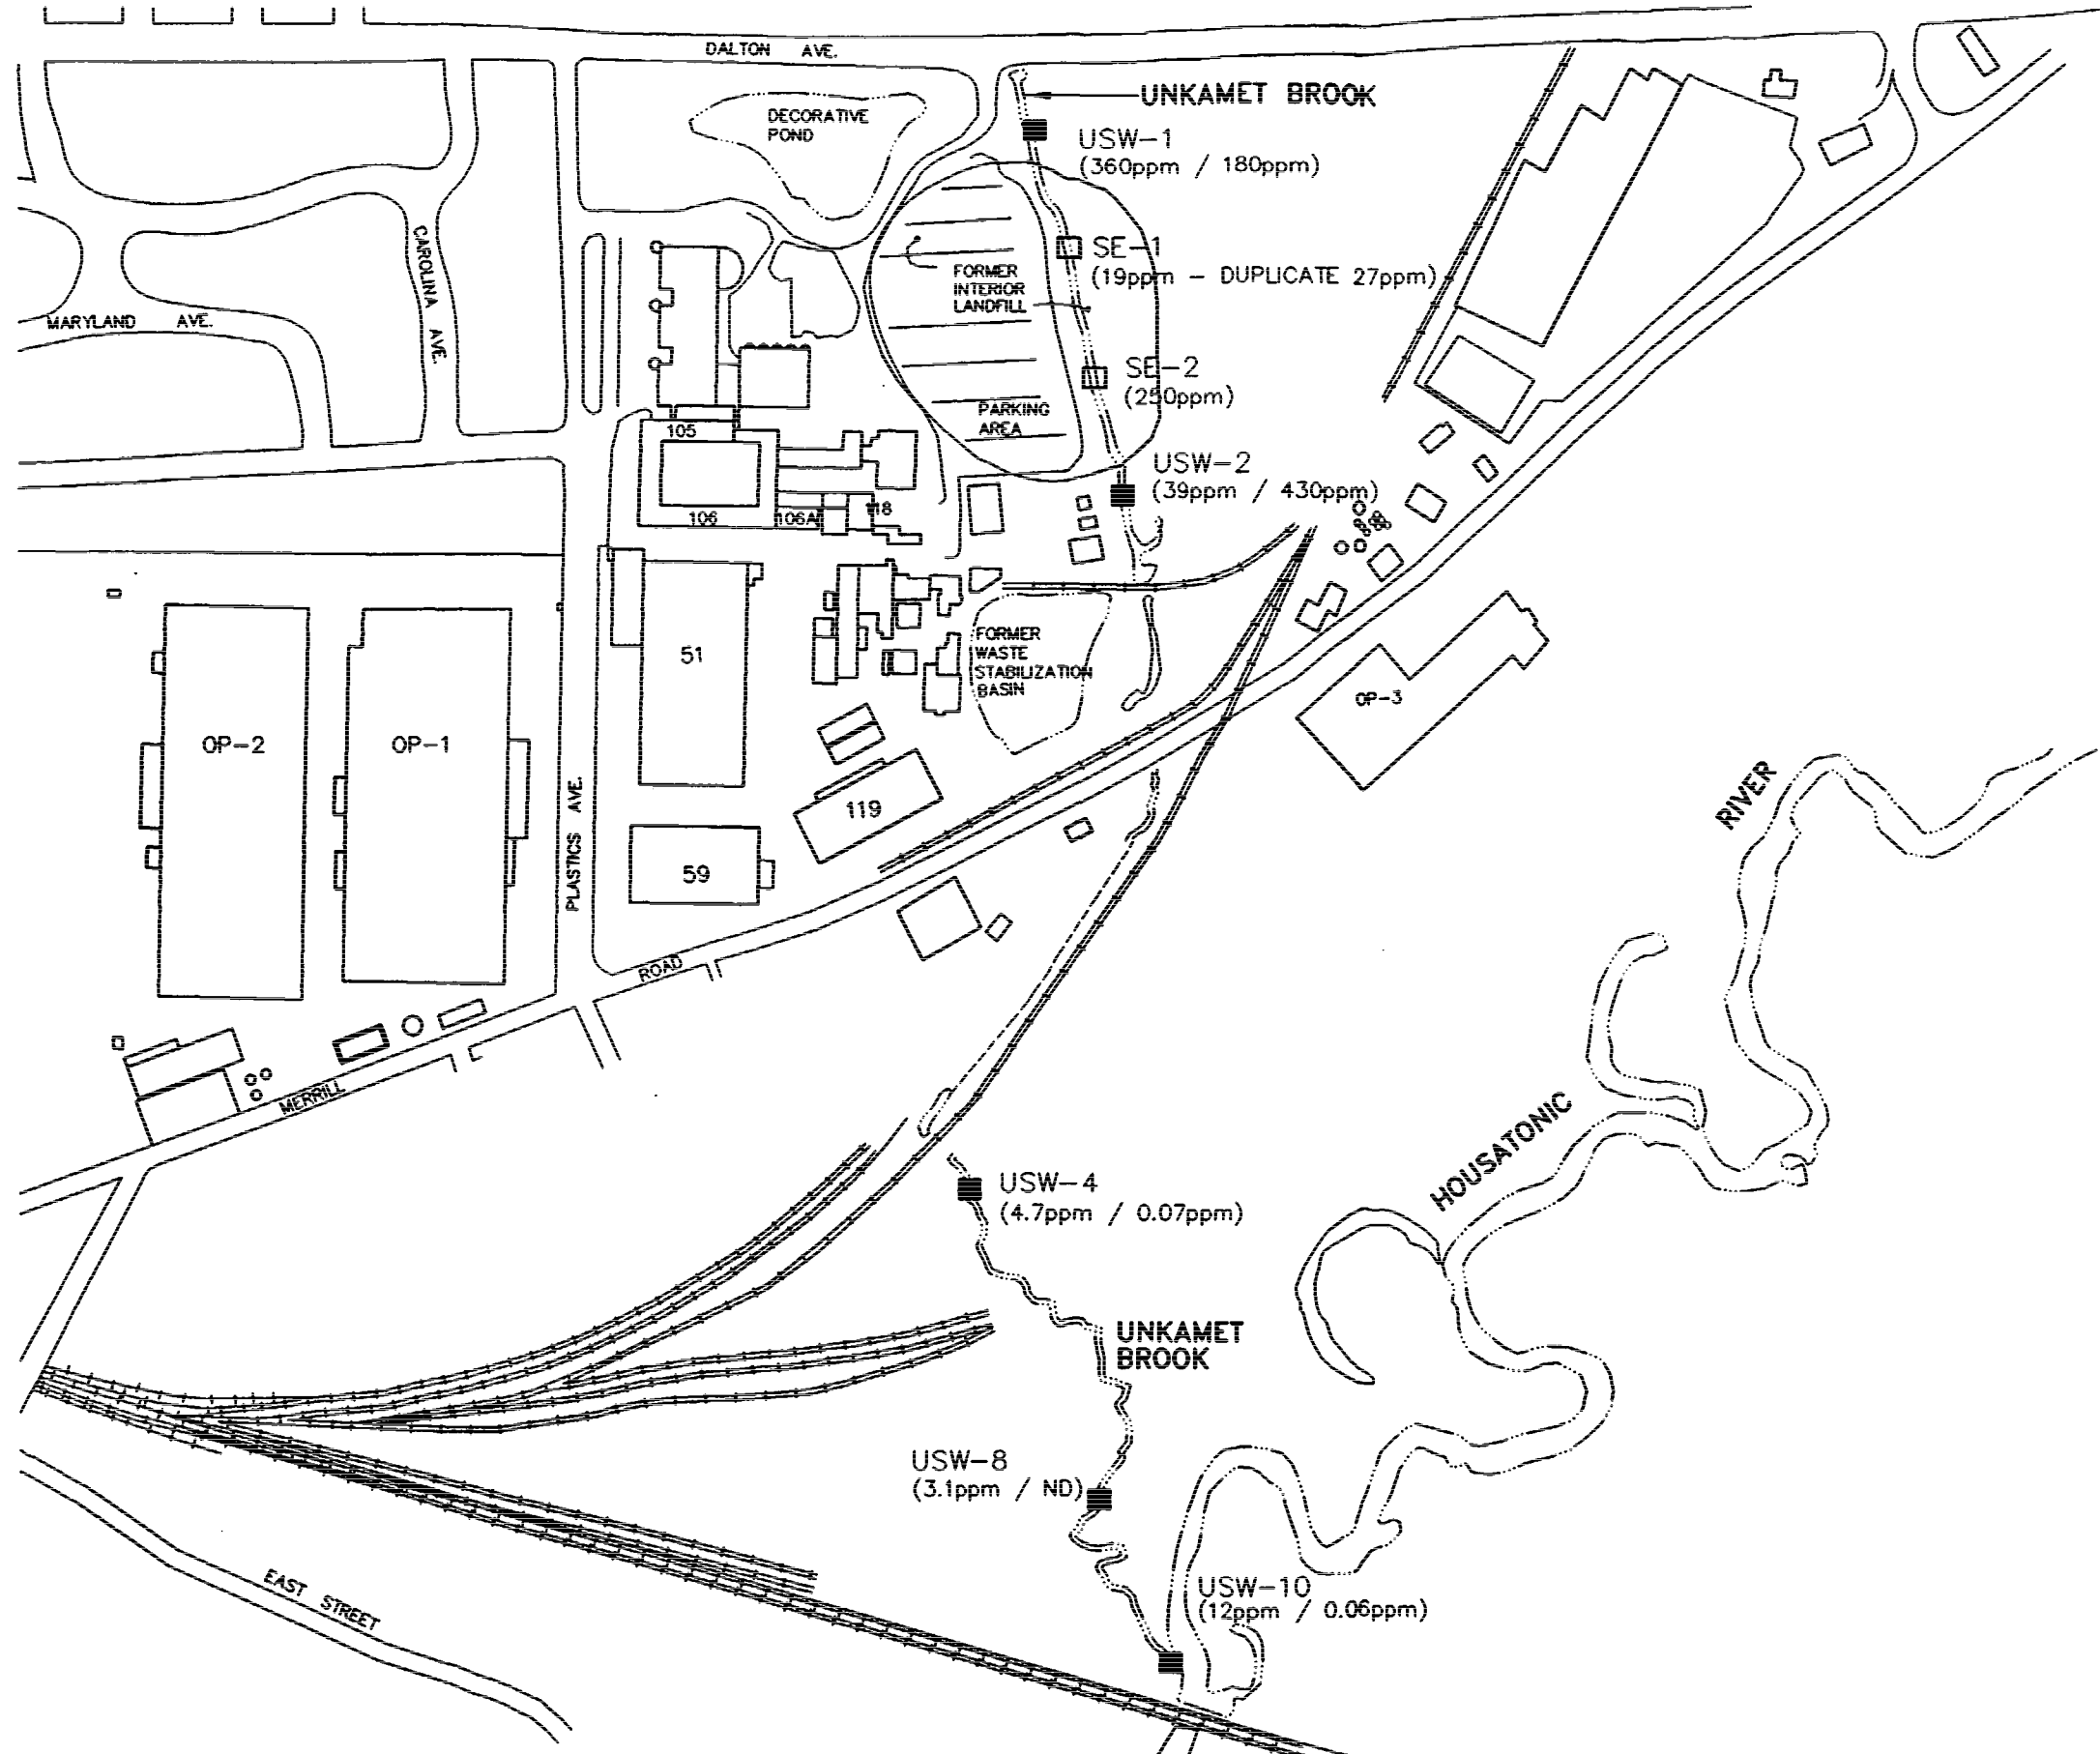 DALTON AVE.
UNKAMET BROOK
DECORATIVE
POND
USW-1
(360ppm / 180ppm)
CAROLINA AVE.
SE-1
(19ppm - DUPLICATE 27ppm)
FORMER
INTERIOR
LANDFILL
MARYLAND AVE.
SE-2
(250ppm)
PARKING
AREA
105
USW-2
(39ppm / 430ppm)
106
106A
118
FORMER
WASTE
STABILIZATION
BASIN
51
OP-3
OP-2
OP-1
RIVER
PLASTICS AVE.
119
59
ROAD
MERRILL
HOUSATONIC
USW-4
(4.7ppm / 0.07ppm)
UNKAMET
BROOK
USW-8
(3.1ppm / ND)
EAST STREET
USW-10
(12ppm / 0.06ppm)